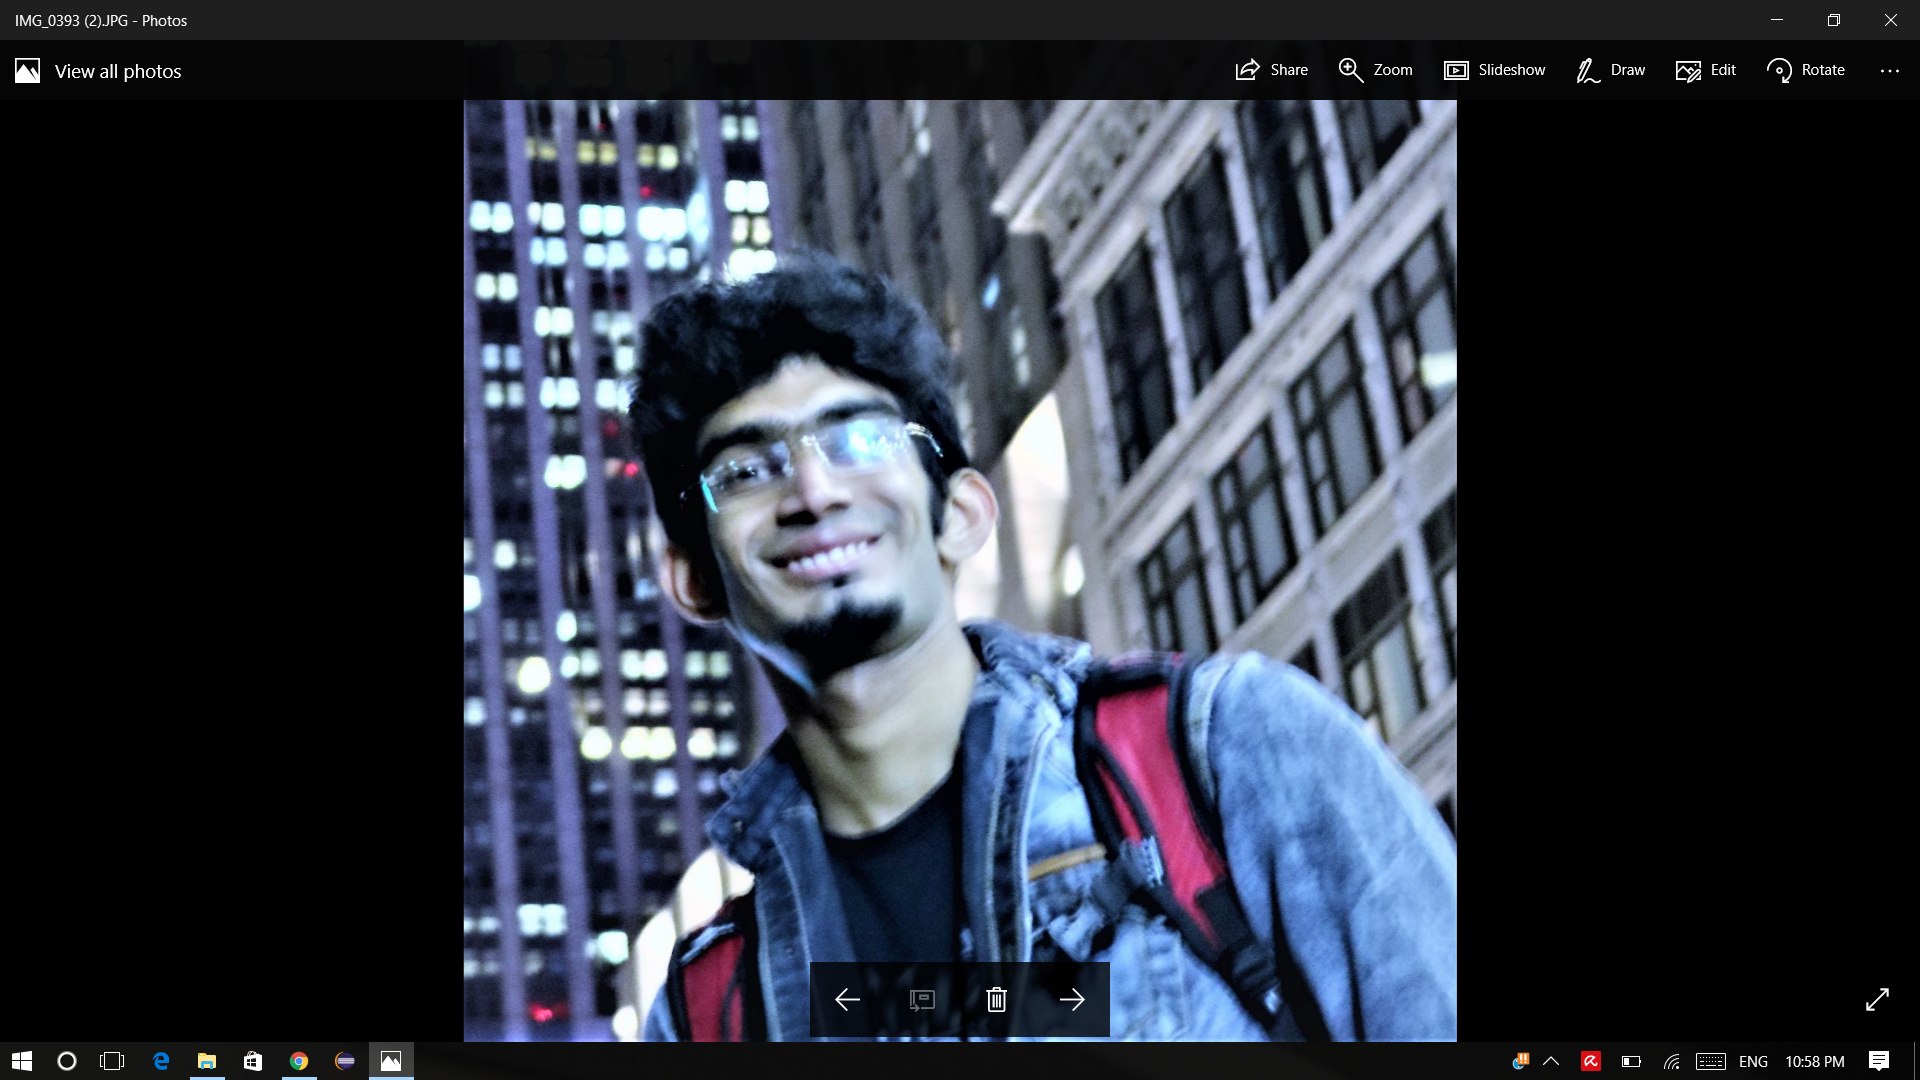 IMG_0393 (2).JPG - Photos
View all photos
Share
Zoom
Slideshow
Draw
Edit
Rotate
ENG
10:58 PM